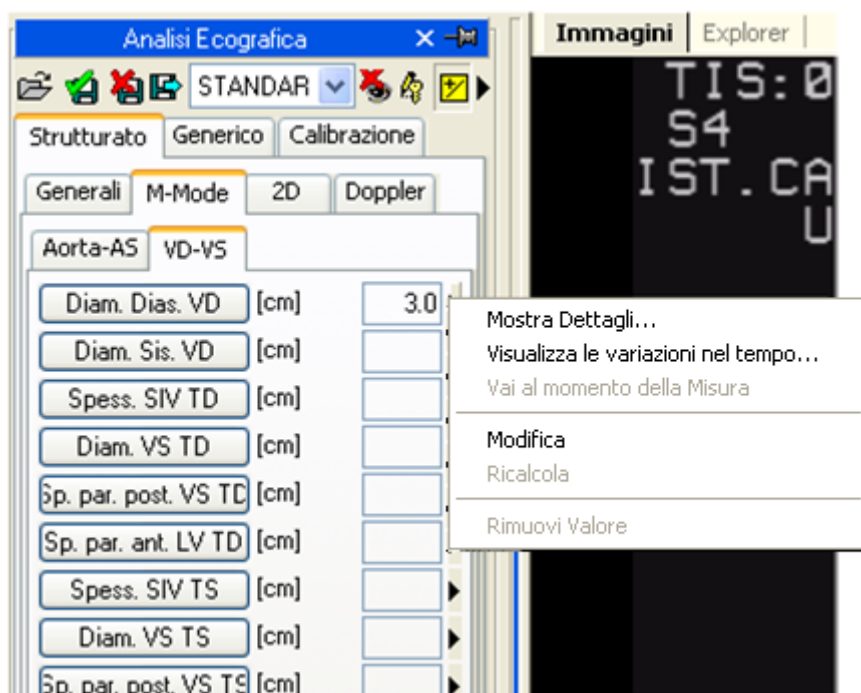 Analisi Ecografica
Immagini Explorer
STANDAR
Strutturato Generico Calibrazione
Generali M-Mode 2D Doppler
Aorta-AS VD-VS
Diam. Dias. VD [cm] 3.0
Diam. Sis. VD [cm]
Spess. SIV TD [cm]
Diam. VS TD [cm]
Sp. par. post. VS TD [cm]
Sp. par. ant. LV TD [cm]
Spess. SIV TS [cm]
Diam. VS TS [cm]
Sp. par. post. VS TS [cm]
Mostra Dettagli...
Visualizza le variazioni nel tempo...
Vai al momento della Misura
Modifica
Ricalcola
Rimuovi Valore
TIS:0
S4
IST.CA
U